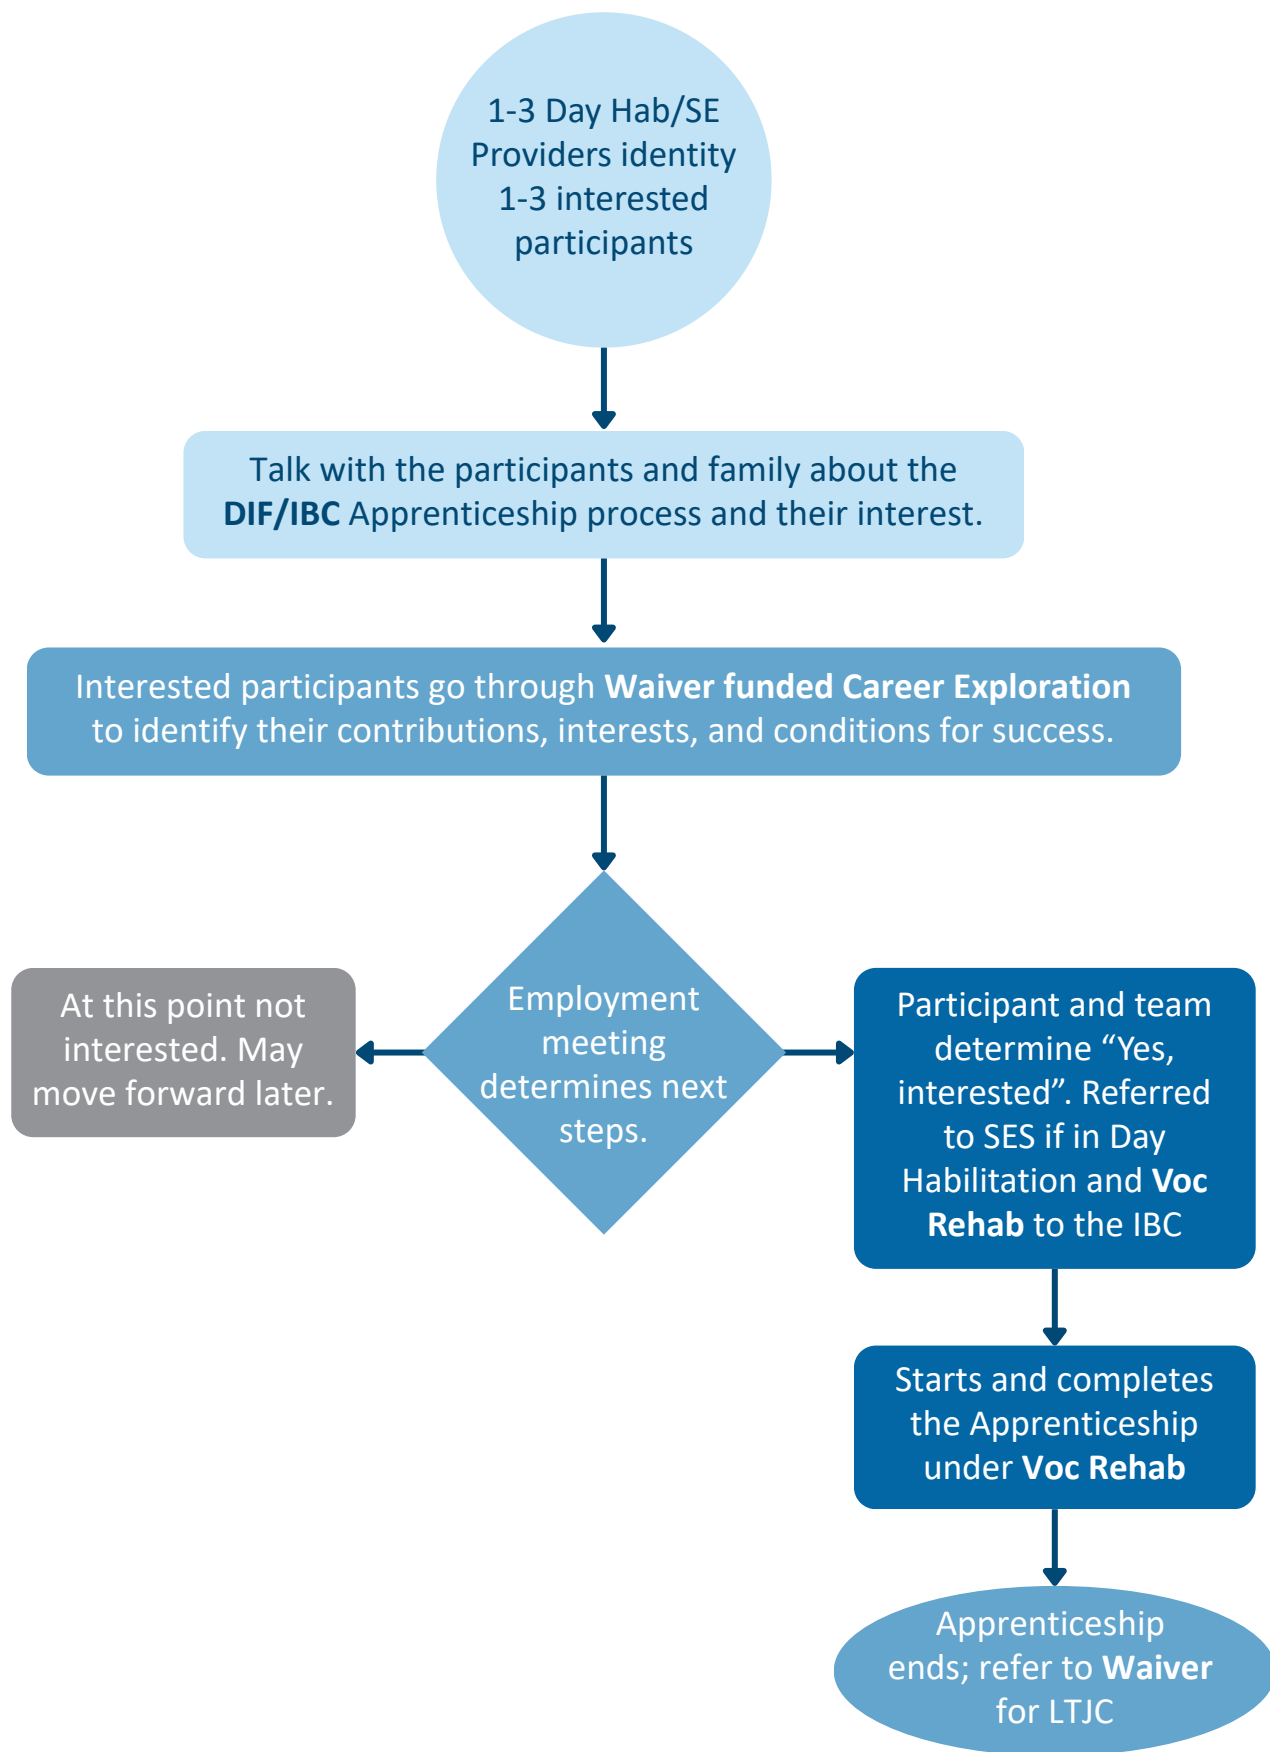 1-3 Day Hab/SE
Providers identity
1-3 interested
participants
Talk with the participants and family about the
DIF/IBC Apprenticeship process and their interest.
Interested participants go through Waiver funded Career Exploration
to identify their contributions, interests, and conditions for success.
Employment
meeting
determines next
steps.
At this point not
interested. May
move forward later.
Participant and team
determine “Yes,
interested”. Referred
to SES if in Day
Habilitation and Voc
Rehab to the IBC
Starts and completes
the Apprenticeship
under Voc Rehab
Apprenticeship
ends; refer to Waiver
for LTJC